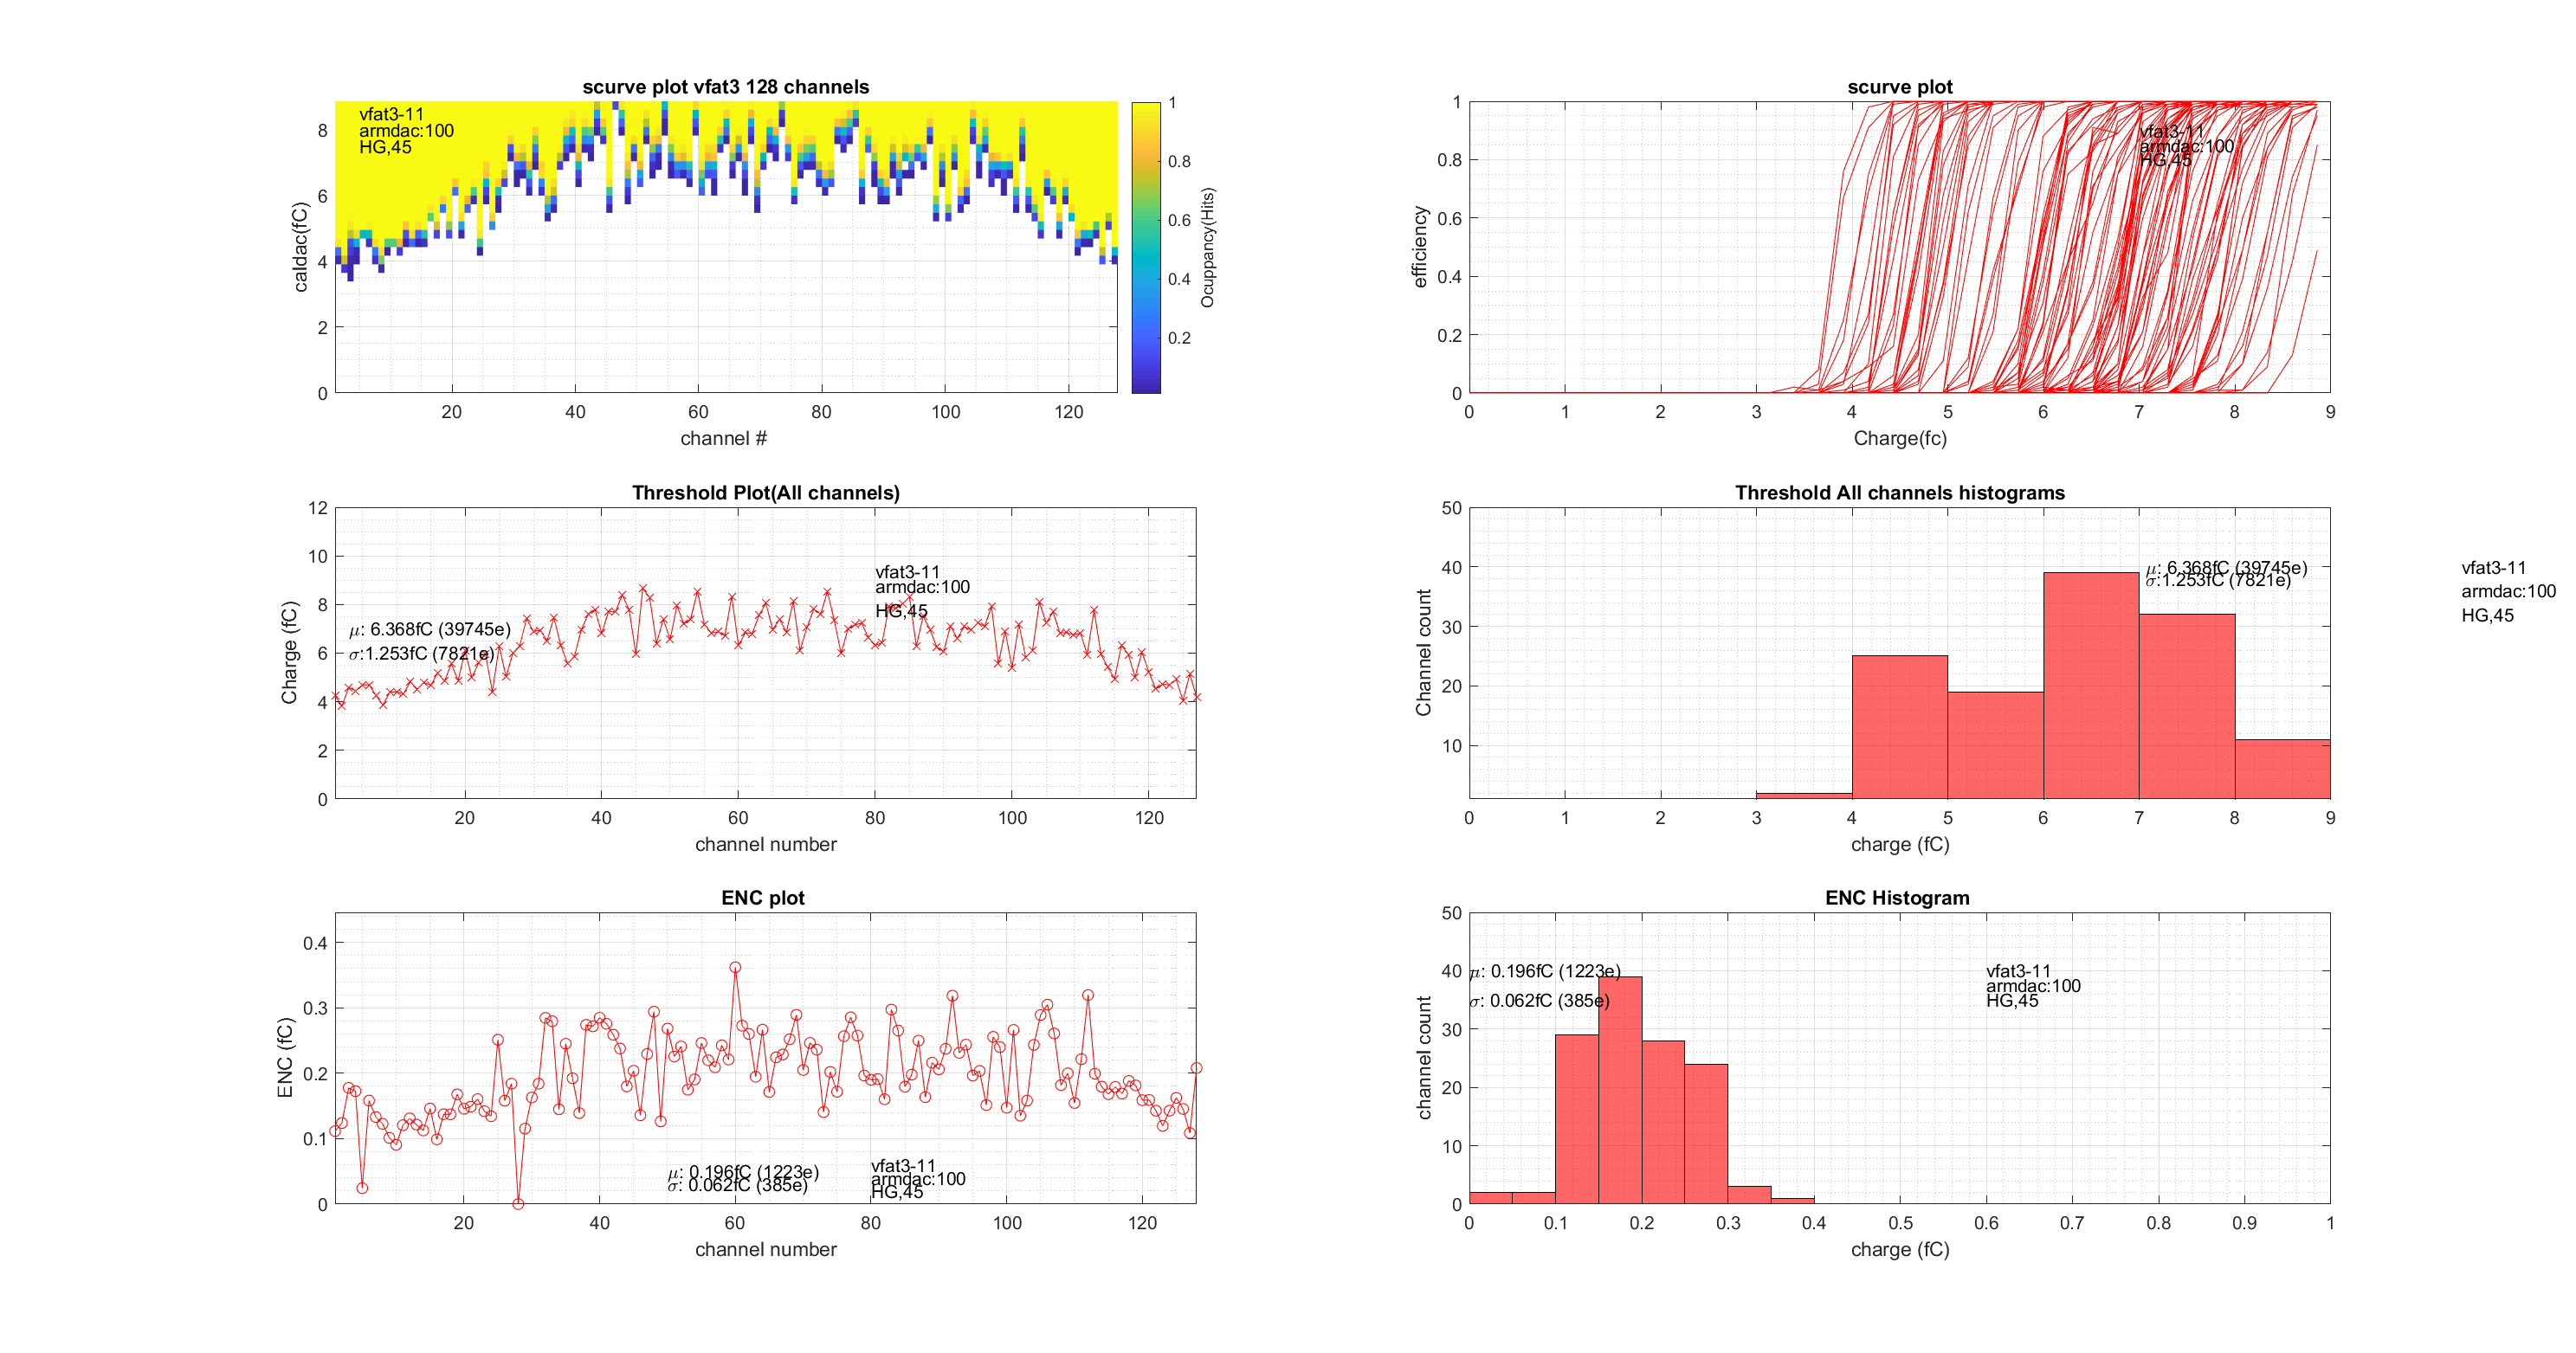 scurve plot vfat3 128 channels
vfat3-11
armdac:100
HG,45
caldac(fC)
8
6
4
2
0
20 40 60 80 100 120
channel #
1
0.8
0.6
0.4
0.2
Ocuppancy(Hits)
scurve plot
vfat3-11
armdac:100
HG,45
efficiency
1
0.8
0.6
0.4
0.2
0
0 1 2 3 4 5 6 7 8 9
Charge(fc)
Threshold Plot(All channels)
vfat3-11
armdac:100
HG,45
μ: 6.368fC (39745e)
σ:1.253fC (7821e)
Charge (fC)
12
10
8
6
4
2
0
20 40 60 80 100 120
channel number
Threshold All channels histograms
μ: 6.368fC (39745e)
σ:1.253fC (7821e)
vfat3-11
armdac:100
HG,45
Channel count
50
40
30
20
10
0 1 2 3 4 5 6 7 8 9
charge (fC)
ENC plot
ENC (fC)
0.4
0.3
0.2
0.1
0
μ: 0.196fC (1223e)
σ: 0.062fC (385e)
vfat3-11
armdac:100
HG,45
20 40 60 80 100 120
channel number
ENC Histogram
μ: 0.196fC (1223e)
σ: 0.062fC (385e)
vfat3-11
armdac:100
HG,45
channel count
50
40
30
20
10
0
0 0.1 0.2 0.3 0.4 0.5 0.6 0.7 0.8 0.9 1
charge (fC)